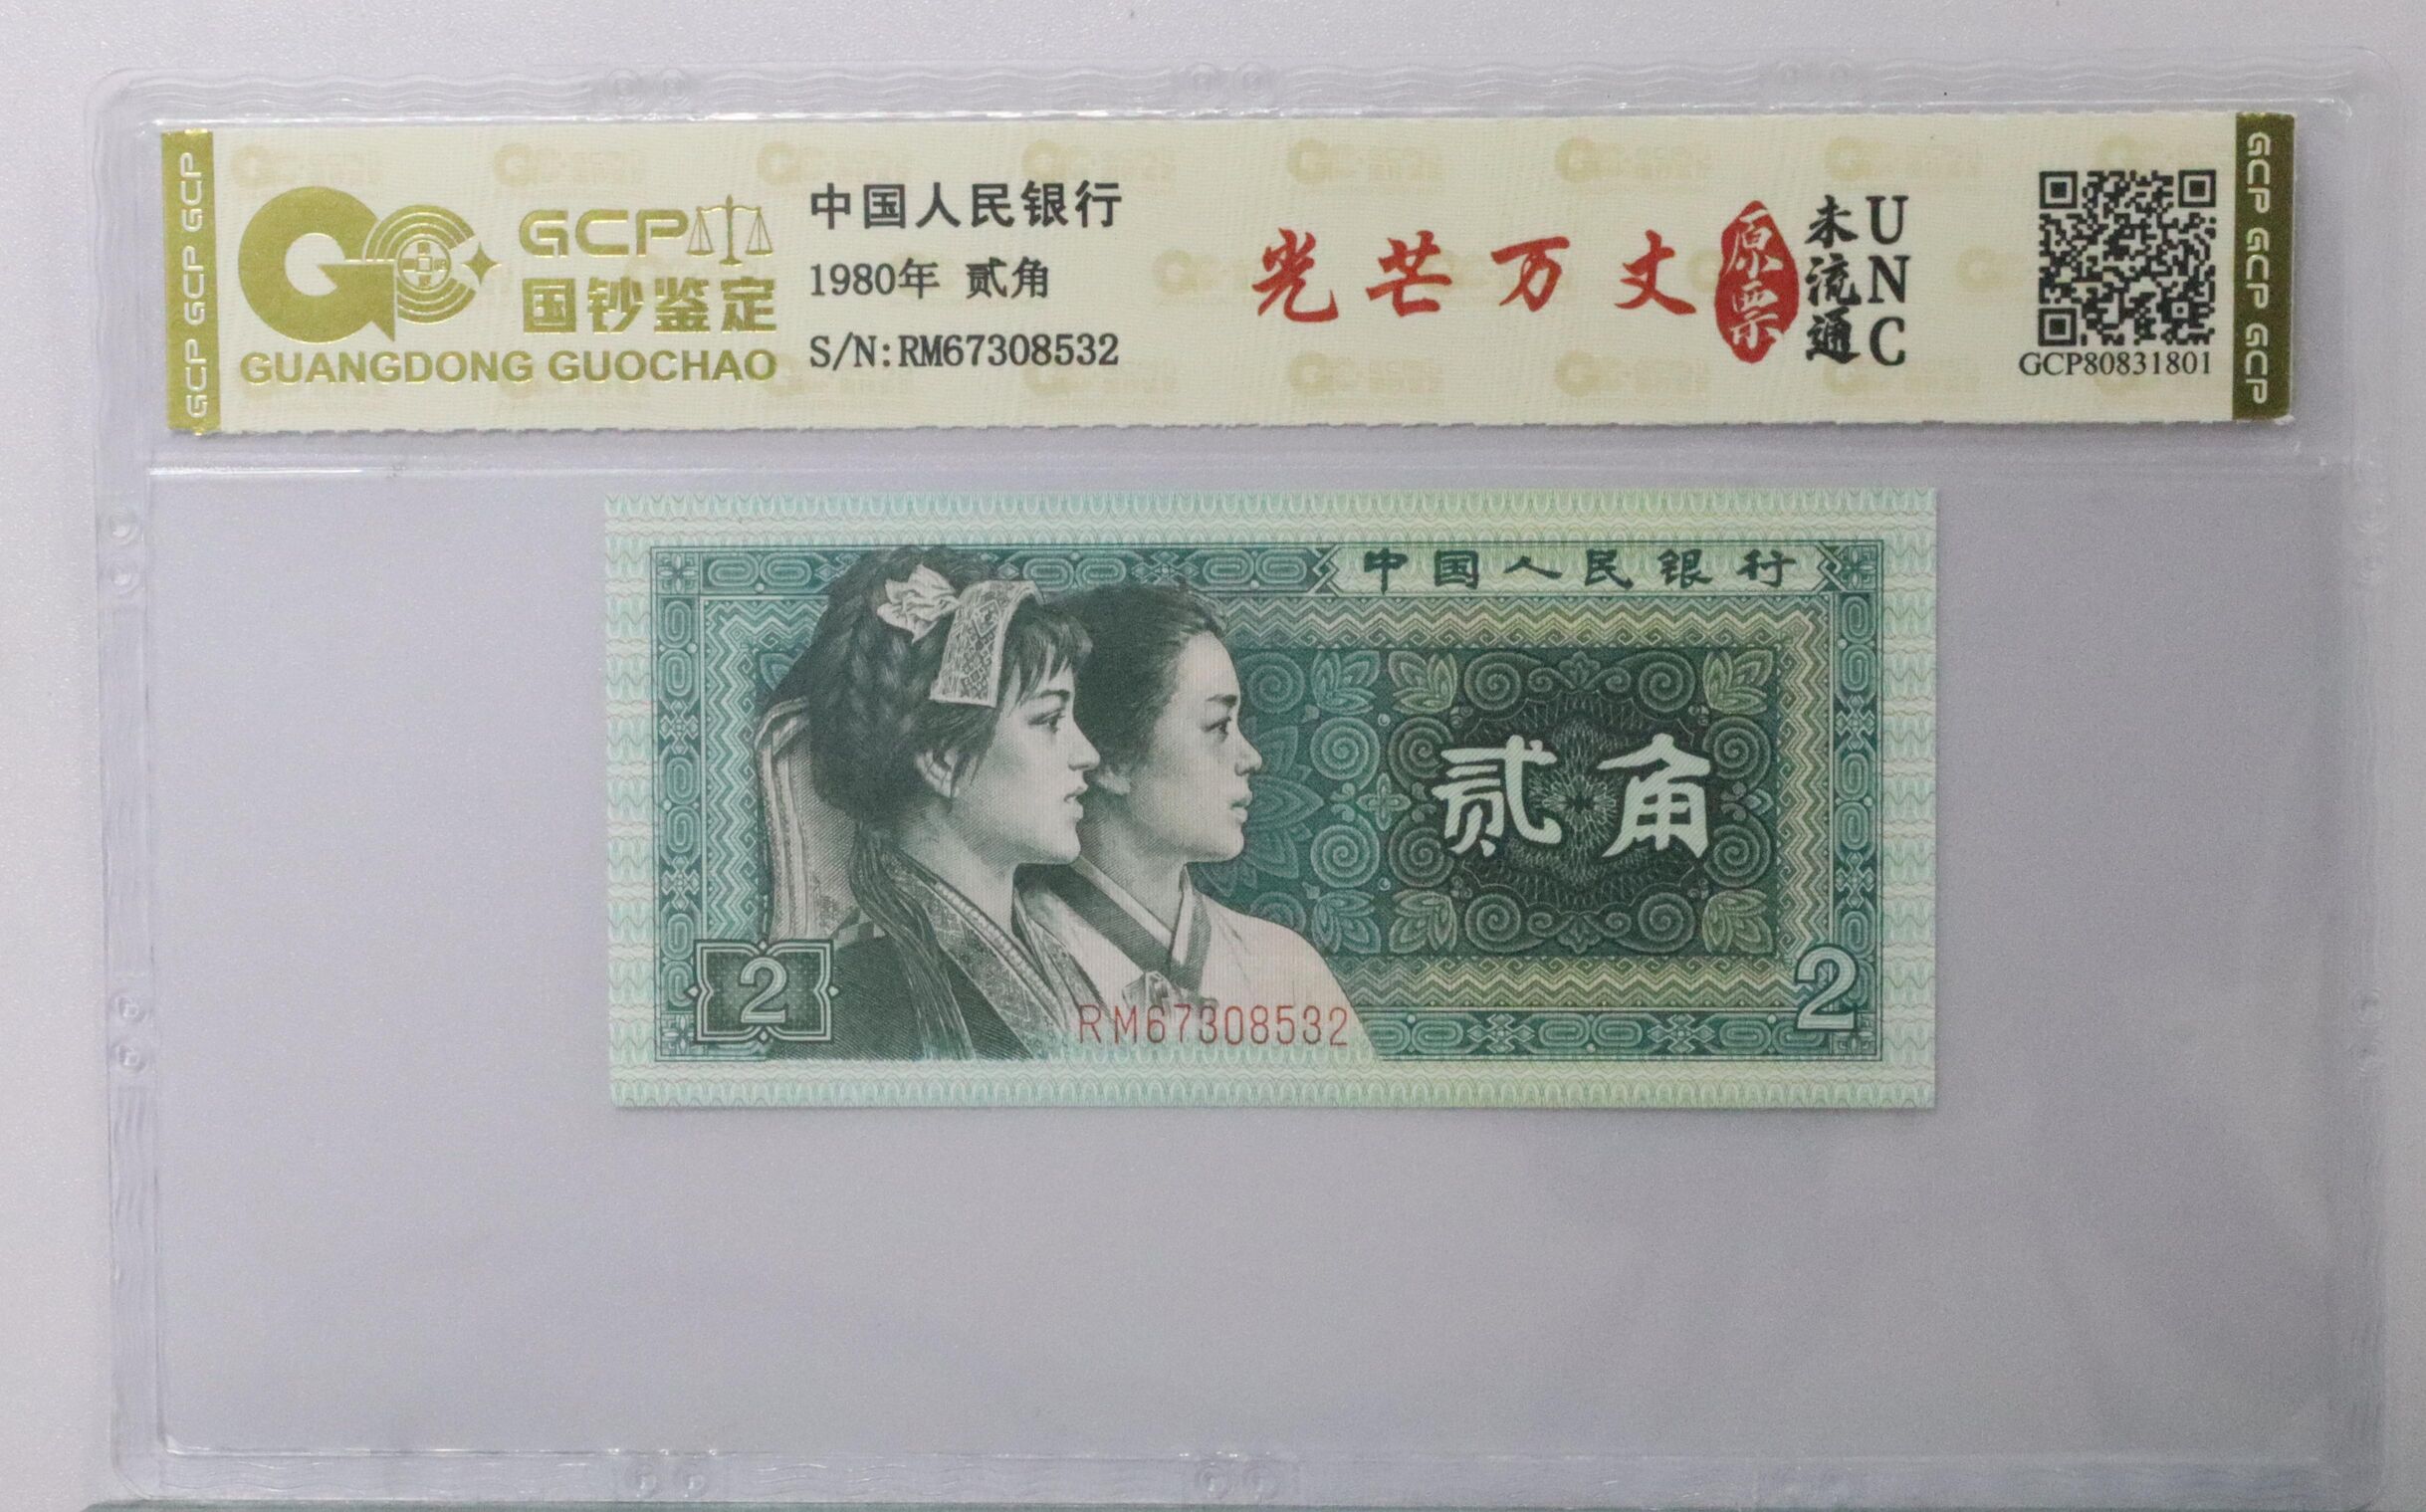 GCP GCP GCP
GCP
国钞鉴定
GUANGDONG GUOCHAO
中国人民银行
1980年 贰角
S/N:RM67308532
光芒万丈
原票
未流通
UNC
GCP80831801
GCP GCP GCP
中国人民银行
贰角
2
RM67308532
2